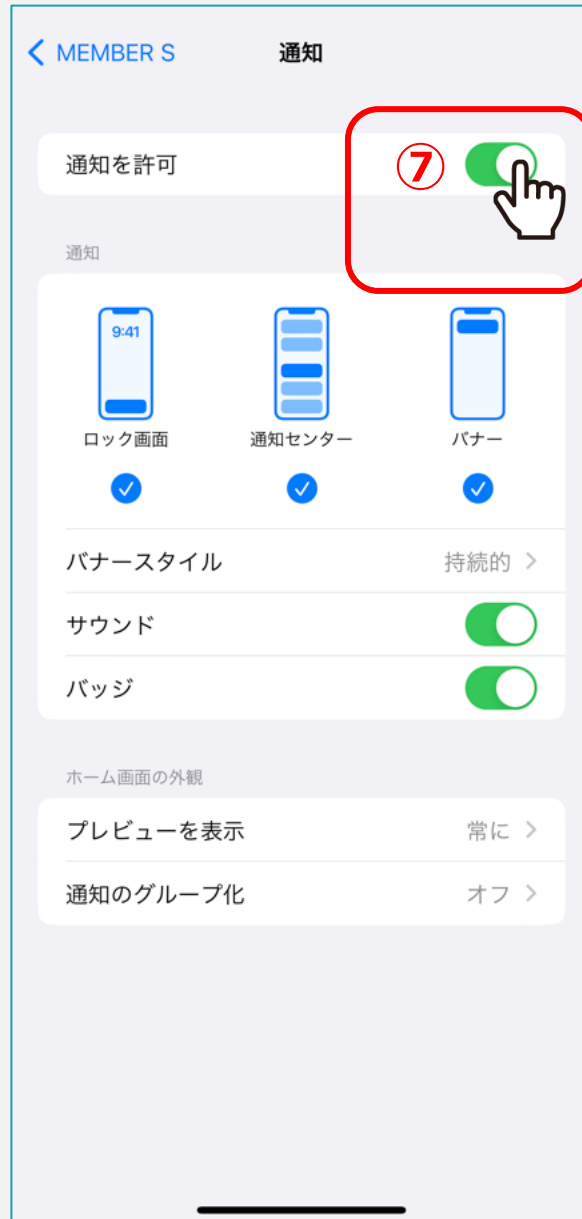 MEMBER S 通知
通知を許可 ⑦
通知
9:41
ロック画面 通知センター バナー
バナースタイル 持続的
サウンド
バッジ
ホーム画面の外観
プレビューを表示 常に
通知のグループ化 オフ